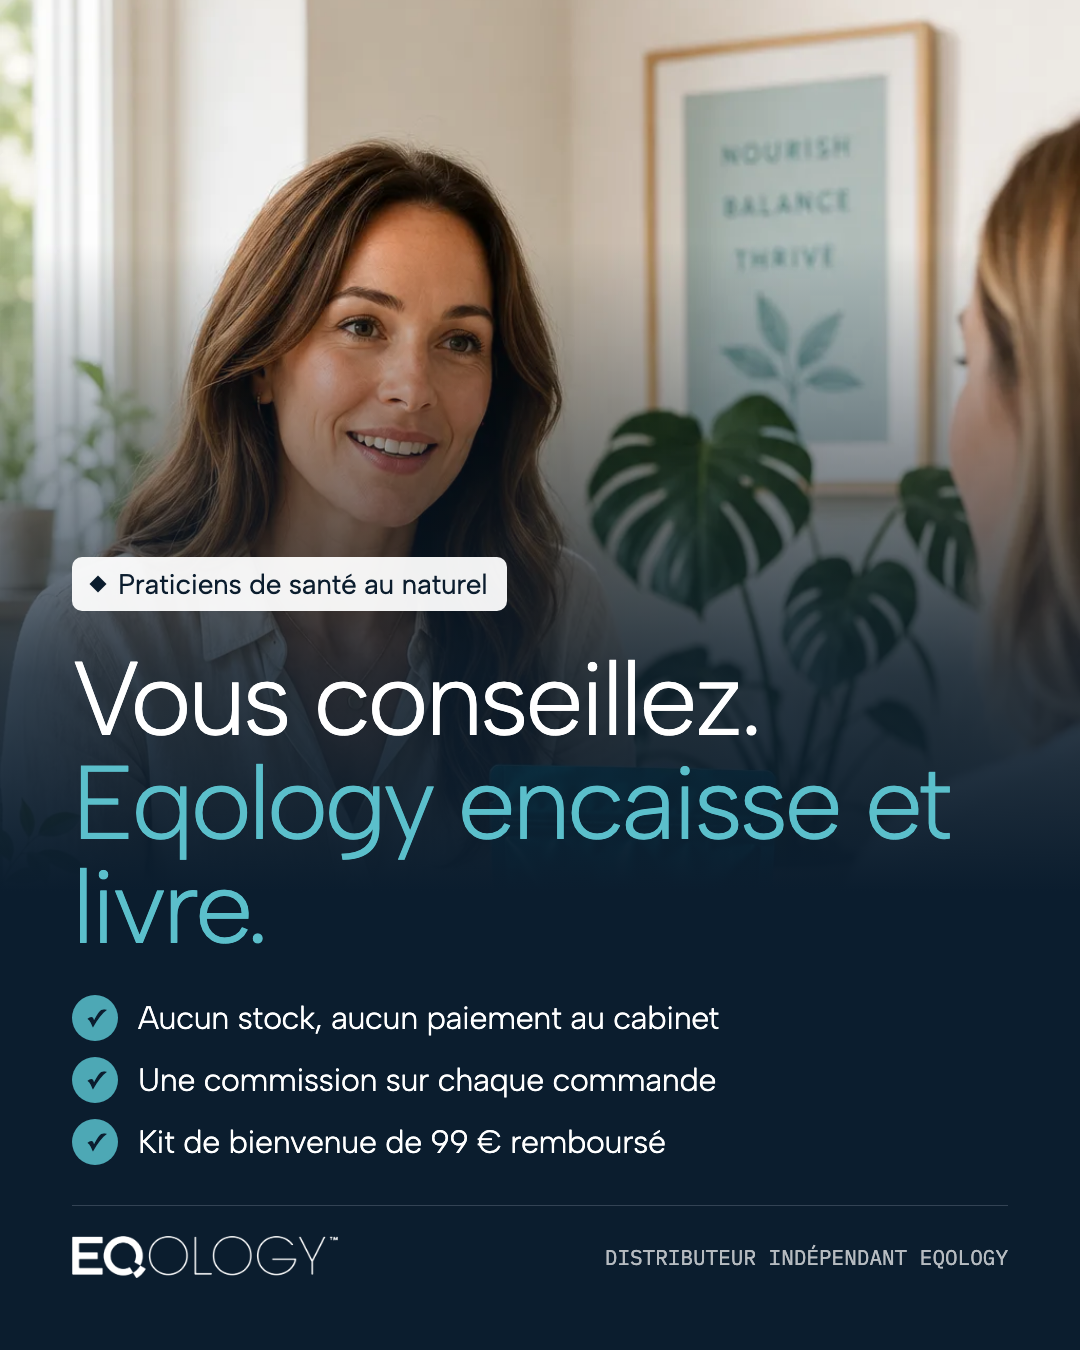 NOURISH
BALANCE
THRIVE
◆ Praticiens de santé au naturel
Vous conseillez.
Eqology encaisse et
livre.
✔ Aucun stock, aucun paiement au cabinet
✔ Une commission sur chaque commande
✔ Kit de bienvenue de 99 € remboursé
EQOLOGY™
DISTRIBUTEUR INDÉPENDANT EQOLOGY